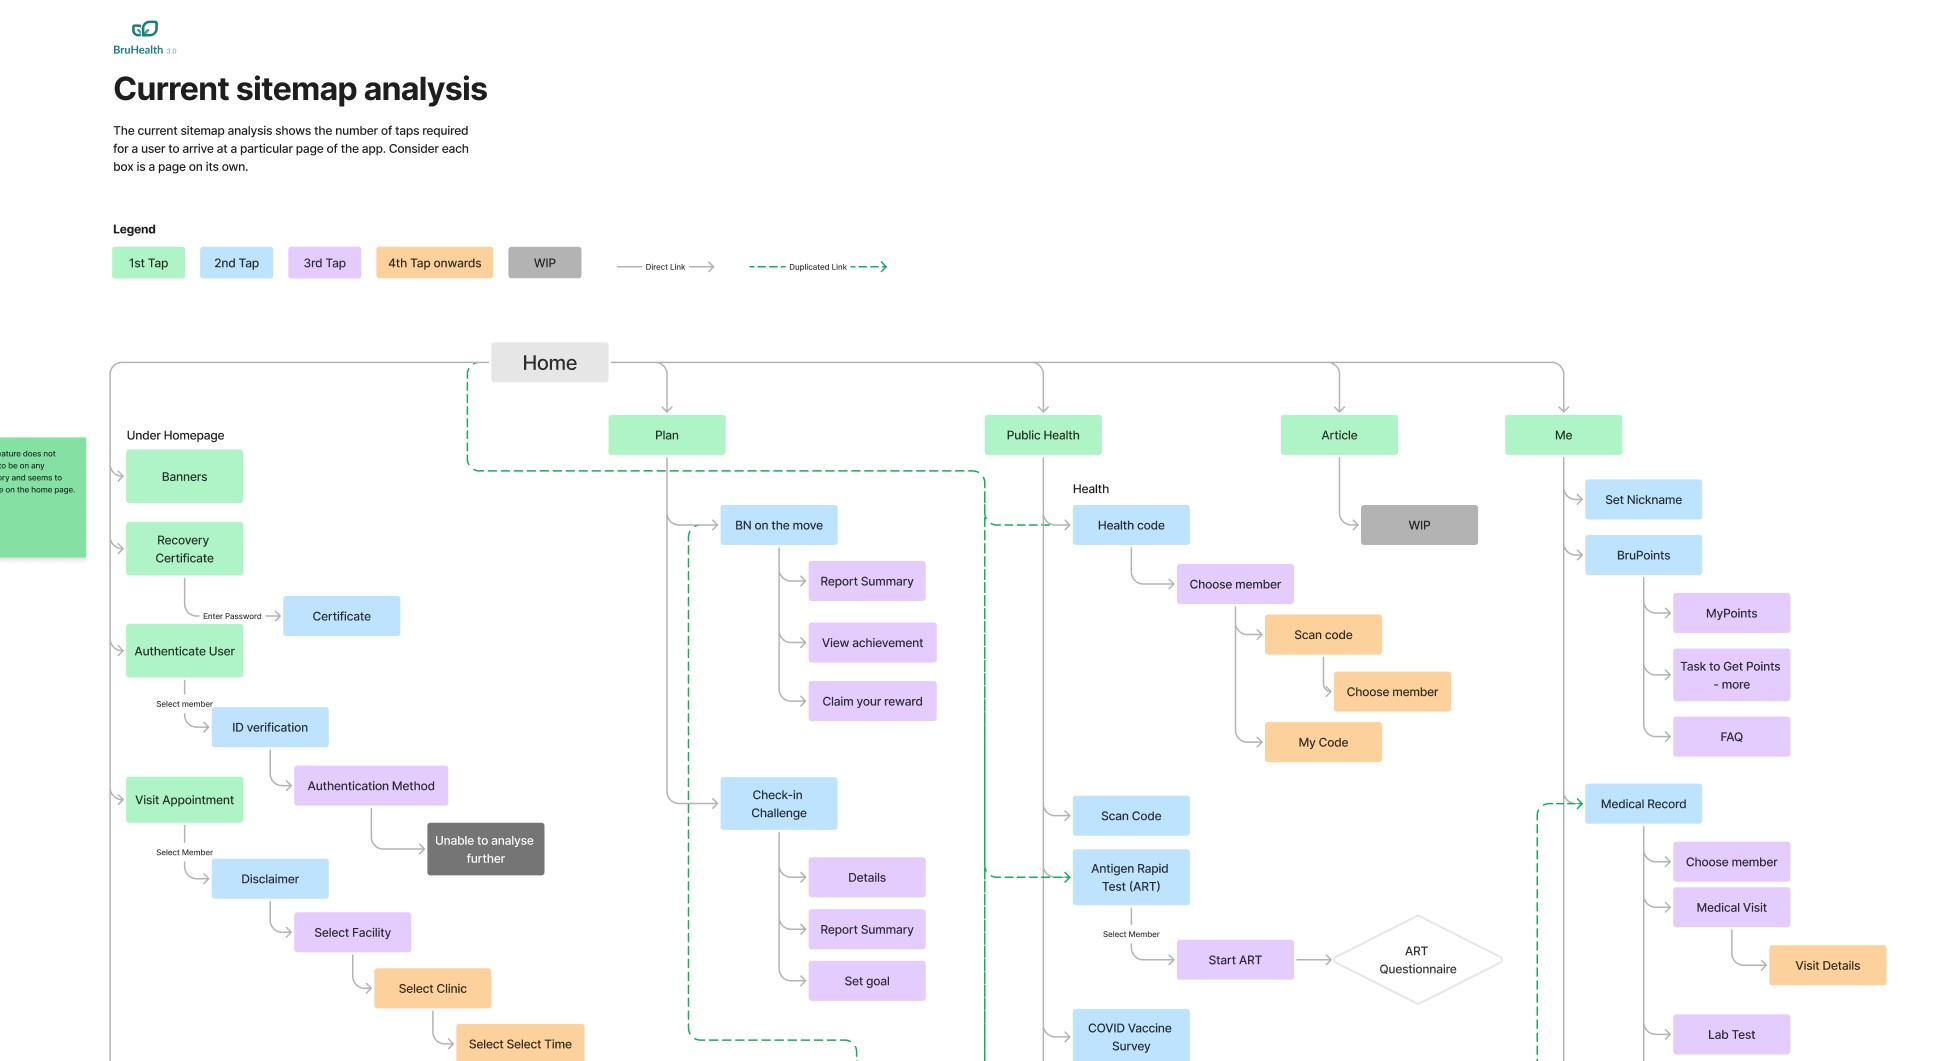 BruHealth 3.0
Current sitemap analysis
The current sitemap analysis shows the number of taps required
for a user to arrive at a particular page of the app. Consider each
box is a page on its own.
Legend
1st Tap
2nd Tap
3rd Tap
4th Tap onwards
WIP
Direct Link
Duplicated Link
Home
eature does not
to be on any
ory and seems to
e on the home page.
Under Homepage
Banners
Recovery
Certificate
Enter Password
Certificate
Authenticate User
Select member
ID verification
Authentication Method
Unable to analyse
further
Visit Appointment
Select Member
Disclaimer
Select Facility
Select Clinic
Select Select Time
Plan
BN on the move
Report Summary
View achievement
Claim your reward
Check-in
Challenge
Details
Report Summary
Set goal
Public Health
Health
Health code
Choose member
Scan code
Choose member
My Code
Scan Code
Antigen Rapid
Test (ART)
Select Member
Start ART
ART
Questionnaire
COVID Vaccine
Survey
Article
WIP
Me
Set Nickname
BruPoints
MyPoints
Task to Get Points
- more
FAQ
Medical Record
Choose member
Medical Visit
Visit Details
Lab Test